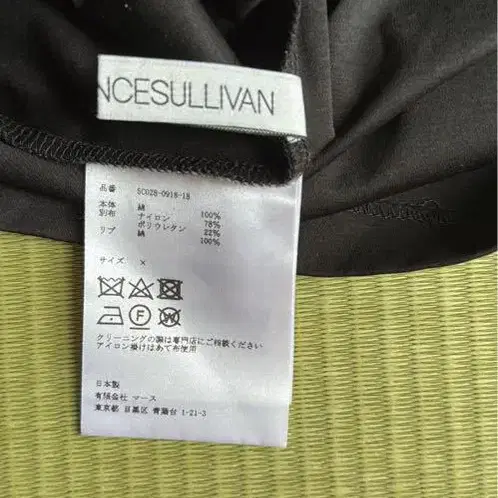 NCESULLIVAN
品番 SC02B-0918-18
本体 綿 100%
別布 ナイロン 78%
ポリウレタン 22%
リブ 綿 100%
サイズ ×
クリーニングの際は専門店にご相談ください
アイロン掛けはあて布使用
日本製
有限会社 マース
東京都 目黒区 青葉台 1-21-3